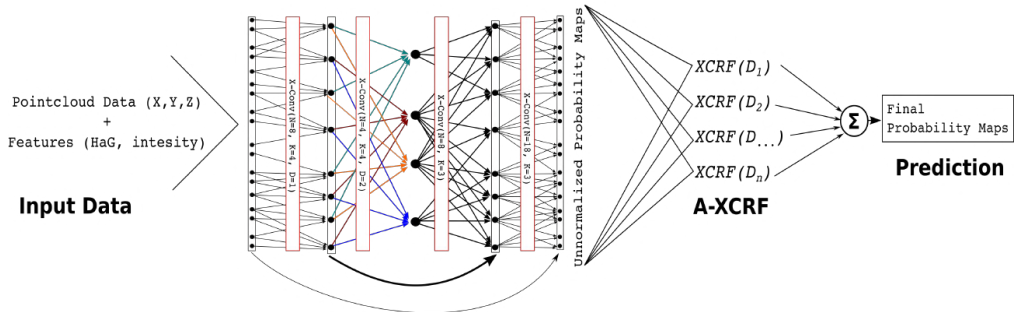 Pointcloud Data (X,Y,Z)
+
Features (HaG, intesity)
Input Data
X-Conv(N=8, K=4, D=1)
X-Conv(N=4, K=4, D=2)
X-Conv(N=8, K=3)
X-Conv(N=18, K=3)
Unnormalized Probability Maps
XCRF(D1)
XCRF(D2)
XCRF(D...)
XCRF(Dn)
A-XCRF
Σ
Final
Probability Maps
Prediction